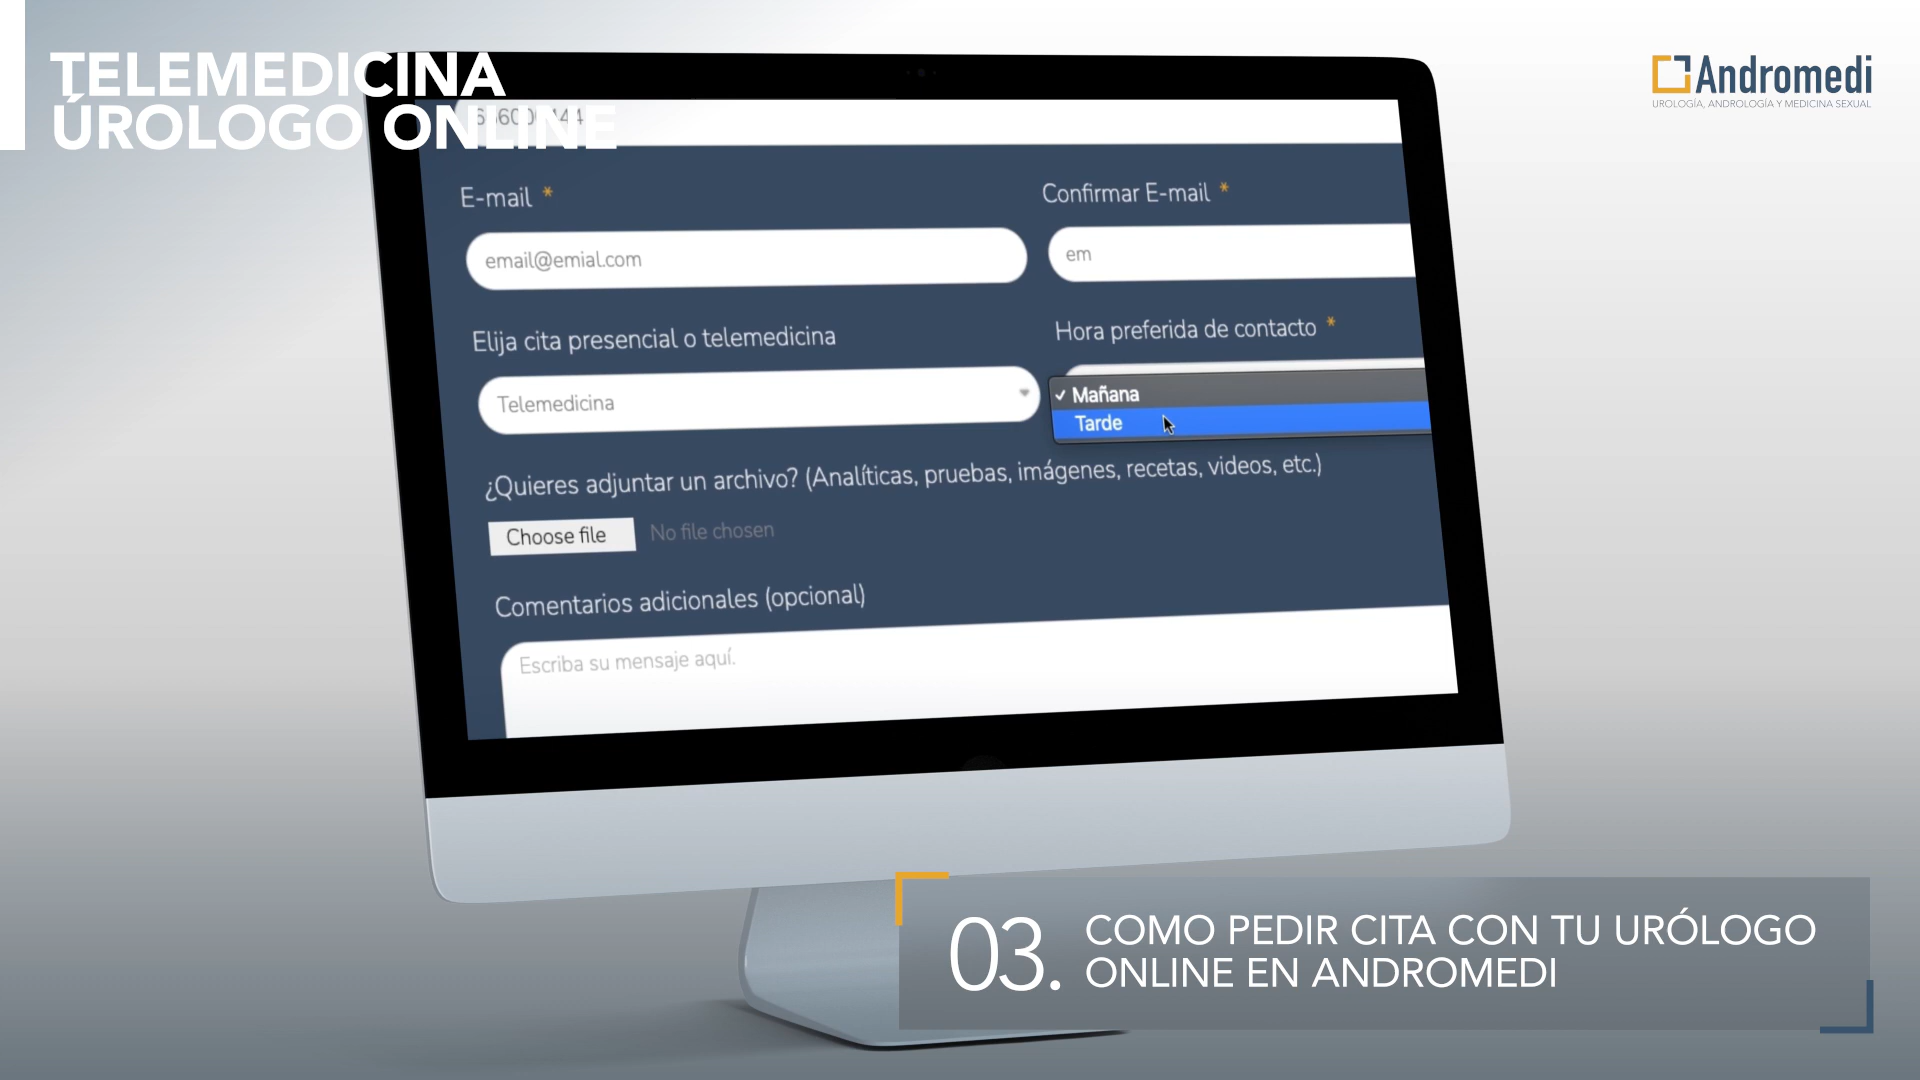 TELEMEDICINA
ÚROLOGO ONLINE
Andromedi
UROLOGÍA, ANDROLOGÍA Y MEDICINA SEXUAL
E-mail *
Confirmar E-mail *
email@emial.com
em
Elija cita presencial o telemedicina
Hora preferida de contacto *
Telemedicina
✓ Mañana
Tarde
¿Quieres adjuntar un archivo? (Analíticas, pruebas, imágenes, recetas, videos, etc.)
Choose file
No file chosen
Comentarios adicionales (opcional)
Escriba su mensaje aquí.
03. COMO PEDIR CITA CON TU URÓLOGO
ONLINE EN ANDROMEDI